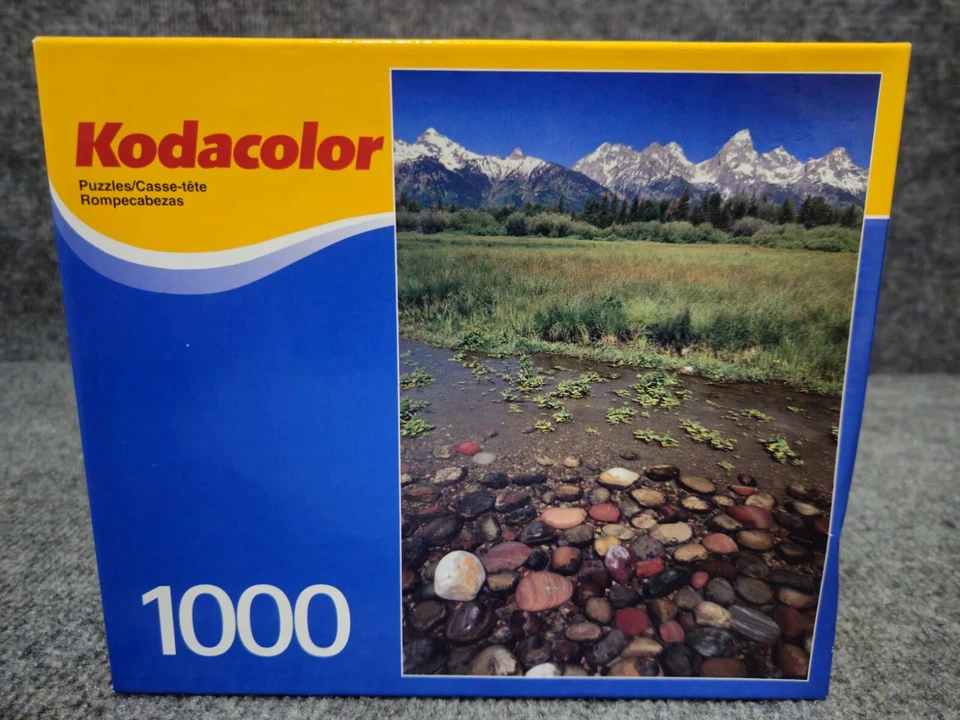 Kodacolor
Puzzles/Casse-tête
Rompecabezas
1000